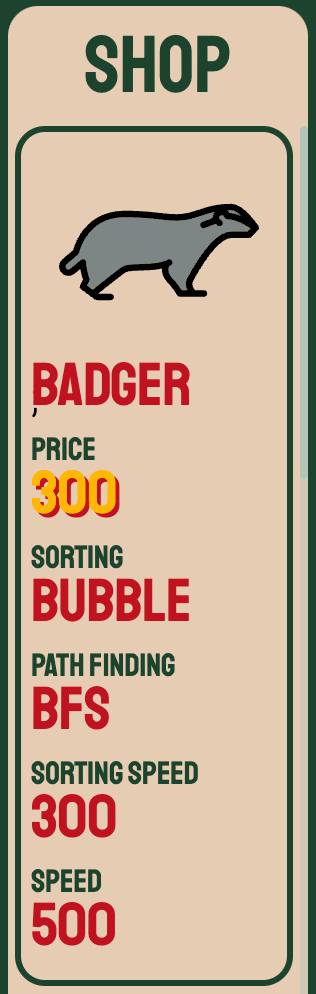 SHOP
BADGER
,
PRICE
300
SORTING
BUBBLE
PATH FINDING
BFS
SORTING SPEED
300
SPEED
500